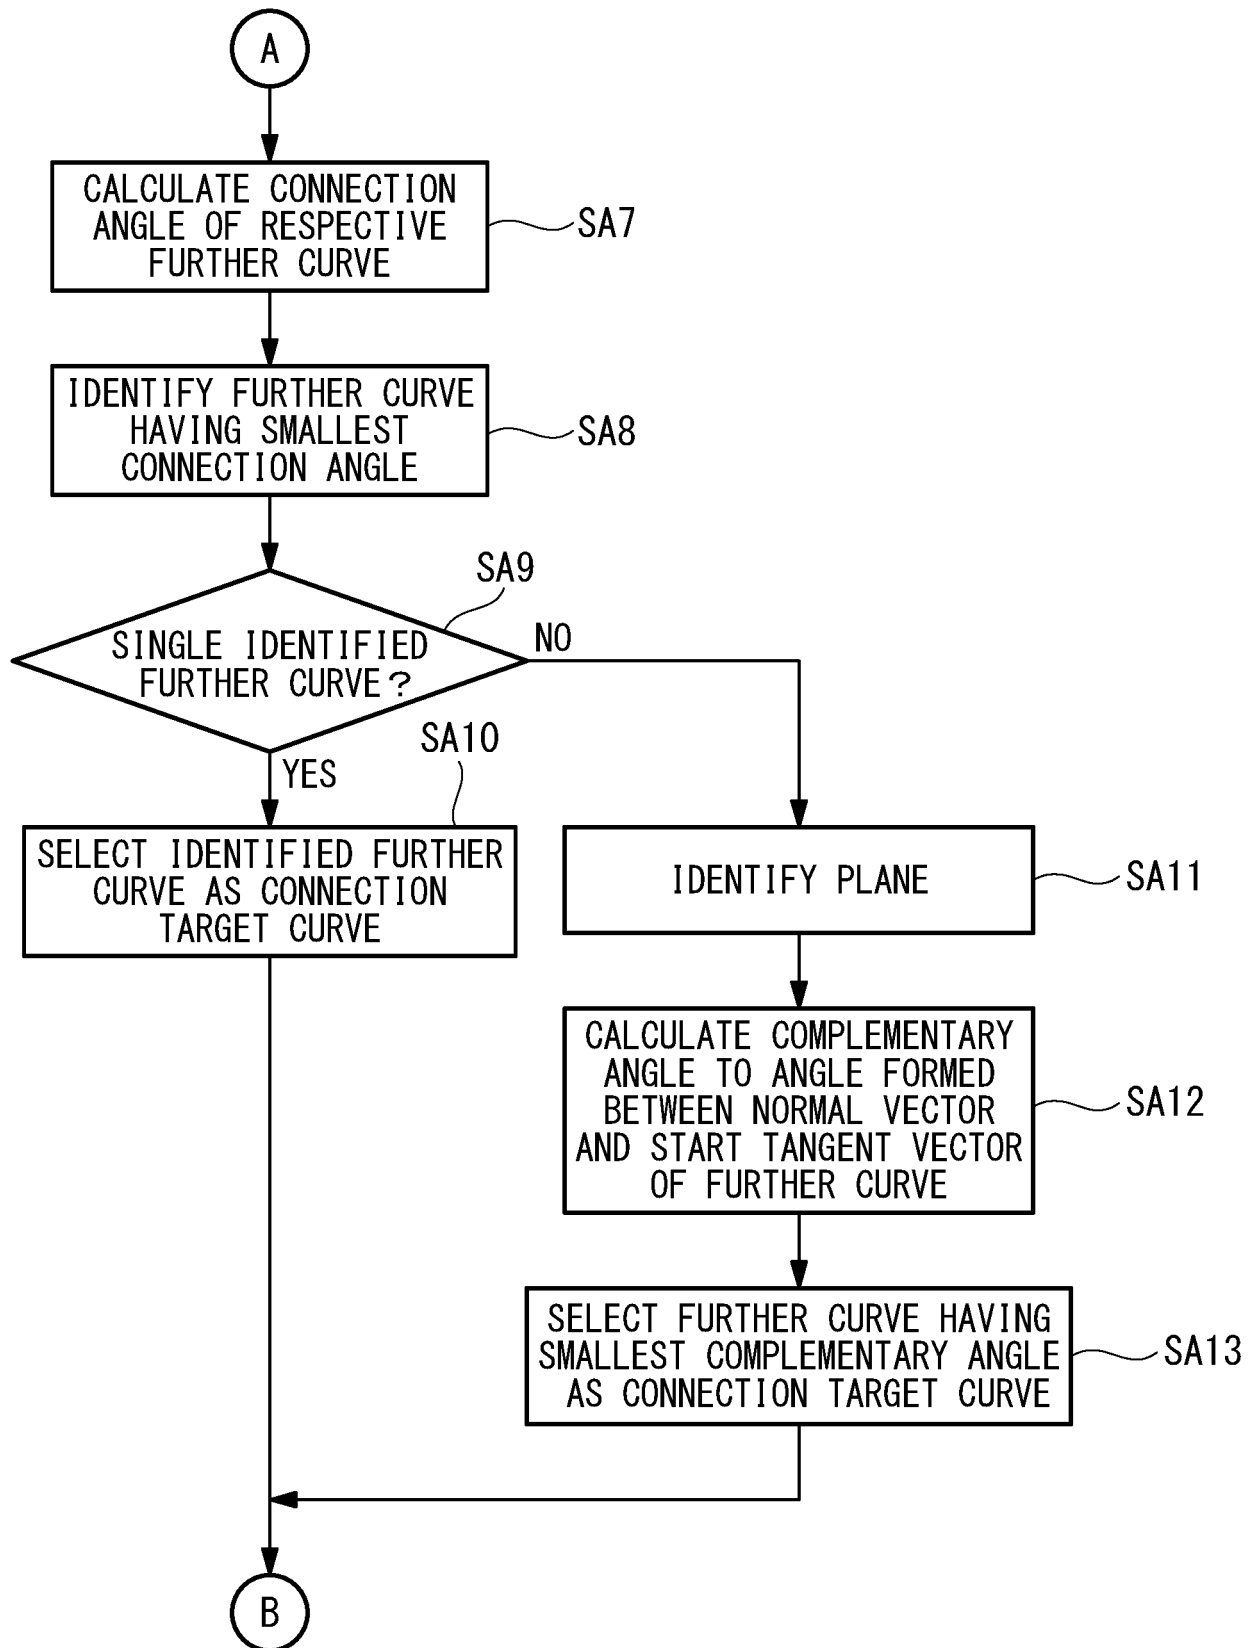 A
CALCULATE CONNECTION
ANGLE OF RESPECTIVE
FURTHER CURVE
SA7
IDENTIFY FURTHER CURVE
HAVING SMALLEST
CONNECTION ANGLE
SA8
SA9
SINGLE IDENTIFIED
FURTHER CURVE?
NO
YES
SA10
SELECT IDENTIFIED FURTHER
CURVE AS CONNECTION
TARGET CURVE
IDENTIFY PLANE
SA11
CALCULATE COMPLEMENTARY
ANGLE TO ANGLE FORMED
BETWEEN NORMAL VECTOR
AND START TANGENT VECTOR
OF FURTHER CURVE
SA12
SELECT FURTHER CURVE HAVING
SMALLEST COMPLEMENTARY ANGLE
AS CONNECTION TARGET CURVE
SA13
B